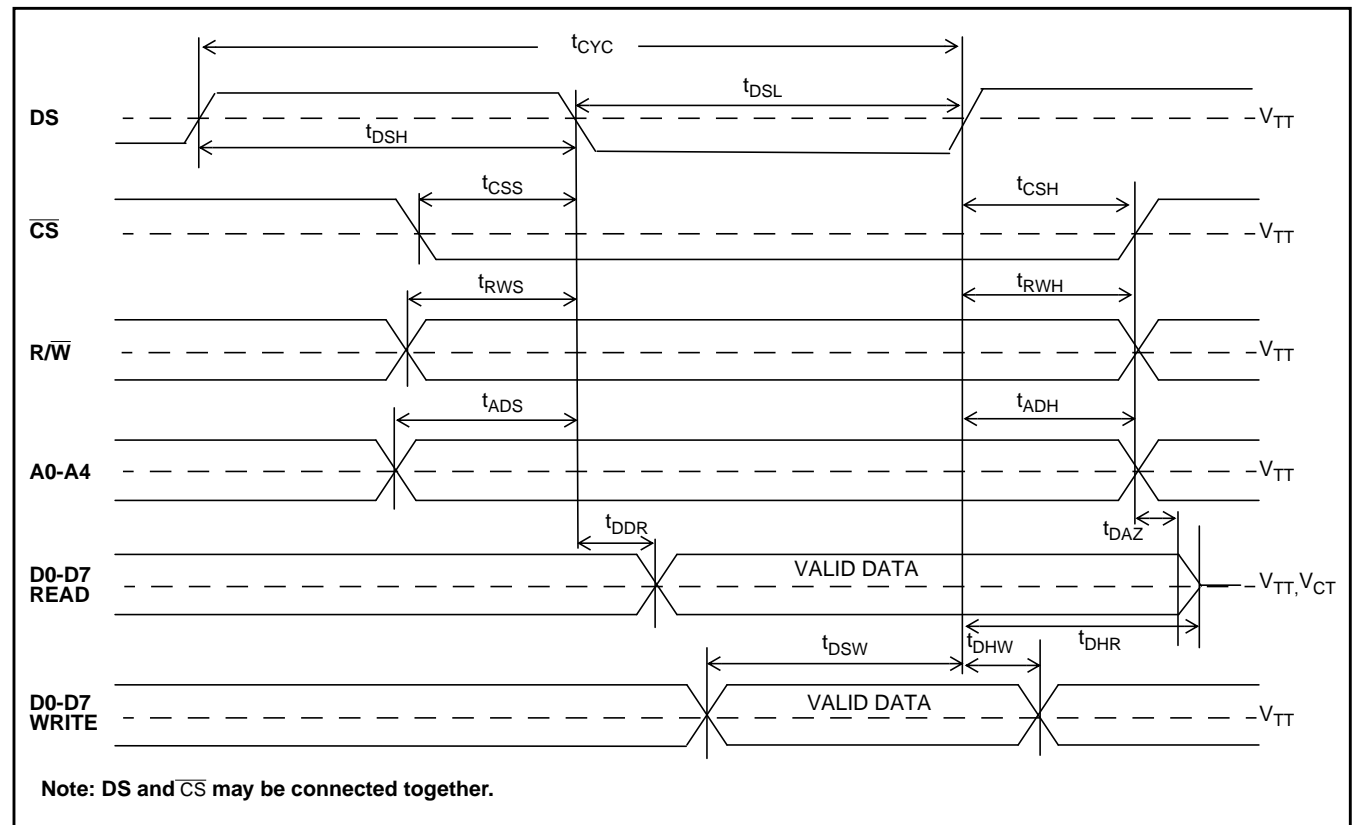 tCYC
DS
tDSL
VTT
tDSH
tCSS
tCSH
CS
VTT
tRWS
tRWH
R/W
VTT
tADS
tADH
A0-A4
VTT
tDDR
tDAZ
D0-D7
READ
VALID DATA
VTT, VCT
tDSW
tDHW
tDHR
D0-D7
WRITE
VALID DATA
VTT
Note: DS and CS may be connected together.